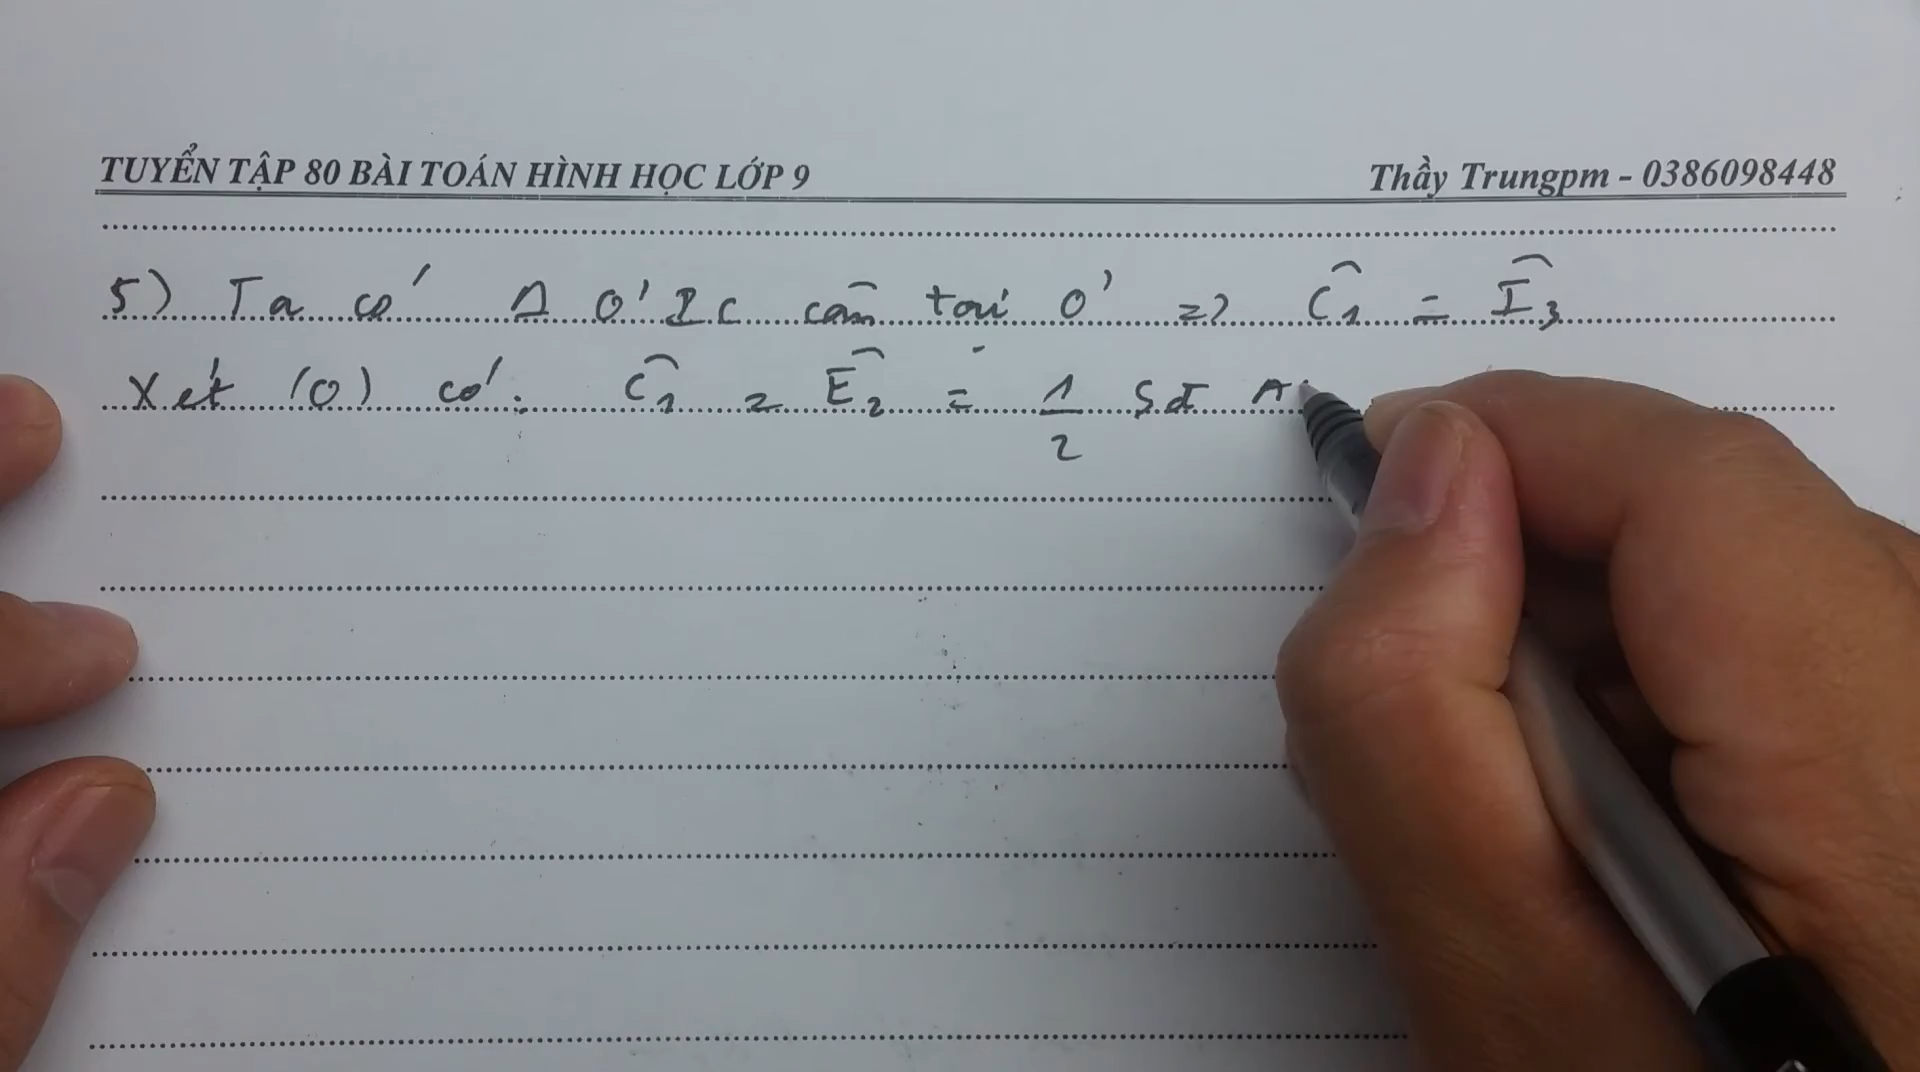 TUYỂN TẬP 80 BÀI TOÁN HÌNH HỌC LỚP 9
Thầy Trungpm - 0386098448
5) Ta có Δ O'IC cân tại O' => Ĉ1 = Î3
Xét (O) có: Ĉ1 = Ê2 = 1/2 Sđ A